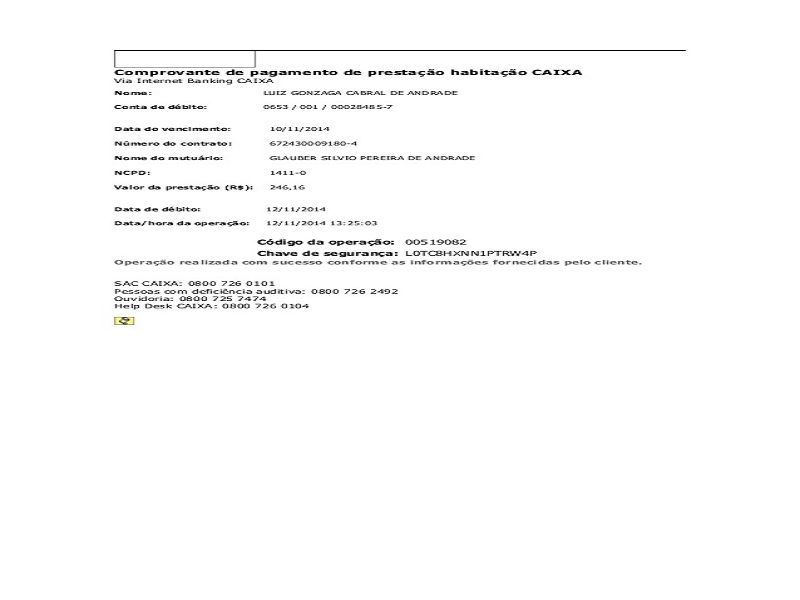 Comprovante de pagamento de prestação habitação CAIXA
Via Internet Banking CAIXA
Nome: LUIZ GONZAGA CABRAL DE ANDRADE
Conta de débito: 0653 / 001 / 00028485-7
Data de vencimento: 10/11/2014
Número do contrato: 672430009180-4
Nome do mutuário: GLAUBER SILVIO PEREIRA DE ANDRADE
NCPD: 1411-0
Valor da prestação (R$): 246,16
Data de débito: 12/11/2014
Data/hora da operação: 12/11/2014 13:25:03
Código da operação: 00519082
Chave de segurança: L0TCBHXNN1PTRW4P
Operação realizada com sucesso conforme as informações fornecidas pelo cliente.
SAC CAIXA: 0800 726 0101
Pessoas com deficiência auditiva: 0800 726 2492
Ouvidoria: 0800 725 7474
Help Desk CAIXA: 0800 726 0104